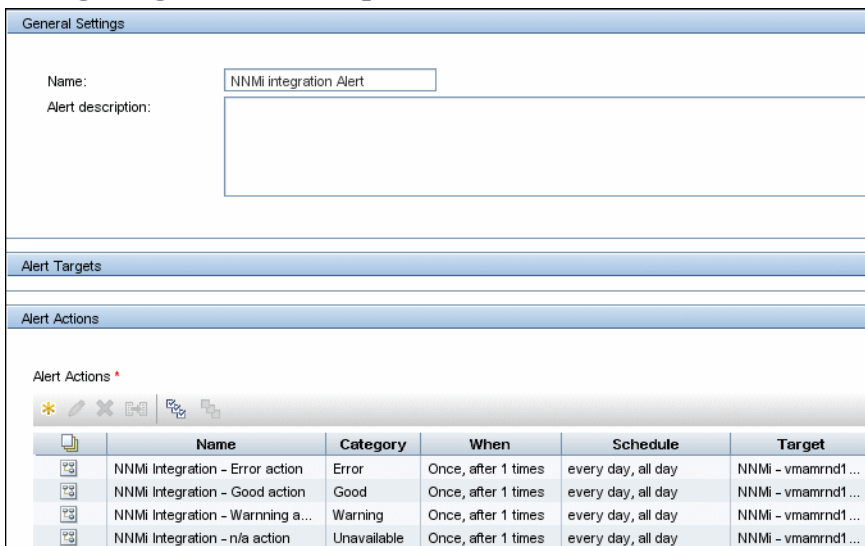 General Settings
Name: NNMi integration Alert
Alert description:
Alert Targets
Alert Actions
Alert Actions *
Name Category When Schedule Target
NNMi Integration - Error action Error Once, after 1 times every day, all day NNMi - vmamrnd1...
NNMi Integration - Good action Good Once, after 1 times every day, all day NNMi - vmamrnd1...
NNMi Integration - Warnning a... Warning Once, after 1 times every day, all day NNMi - vmamrnd1...
NNMi Integration - n/a action Unavailable Once, after 1 times every day, all day NNMi - vmamrnd1...